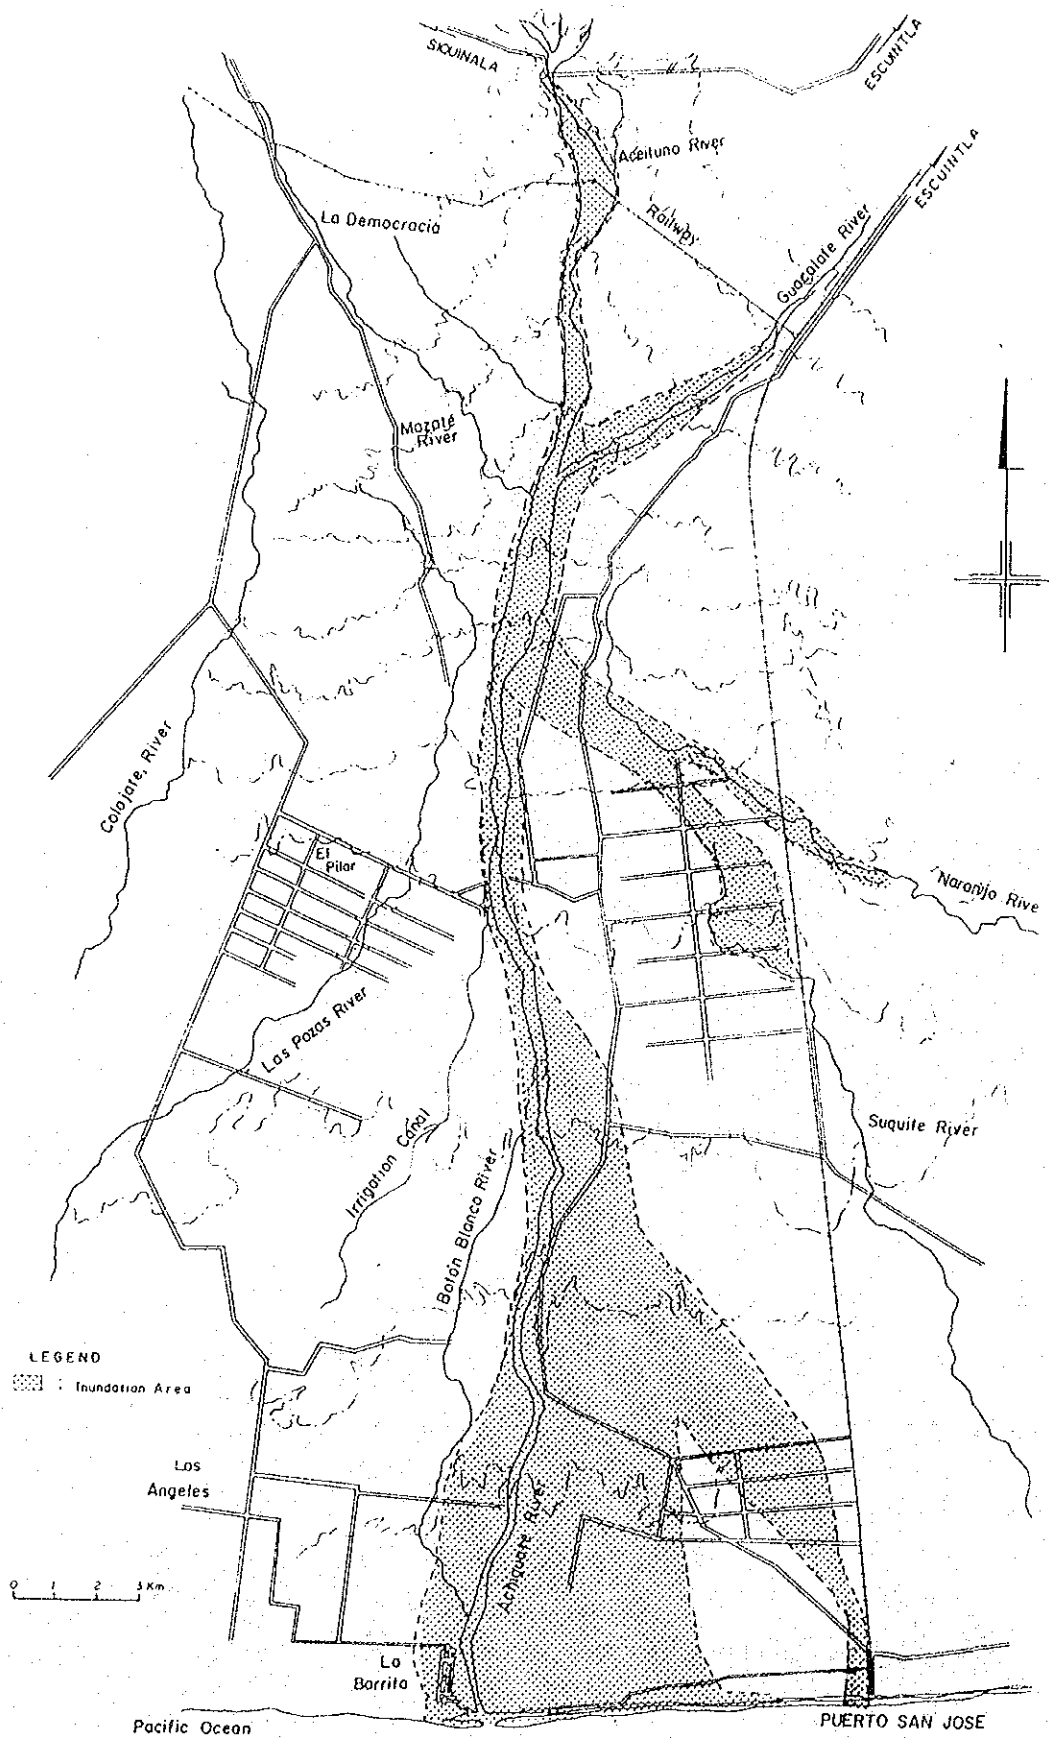 SIQUINALA
ESCUINTLA
Aceituno River
ESCUINTLA
La Democracia
Railway
Guacalate River
Mazate
River
Colojate, River
El
Pilar
Naranjo Rive
Las Pozas River
Irrigation Canal
Botón Blanco River
Suquite River
LEGEND
: Inundation Area
Los
Angeles
Achiguate River
0 1 2 3 Km
La
Barrita
Pacific Ocean
PUERTO SAN JOSE